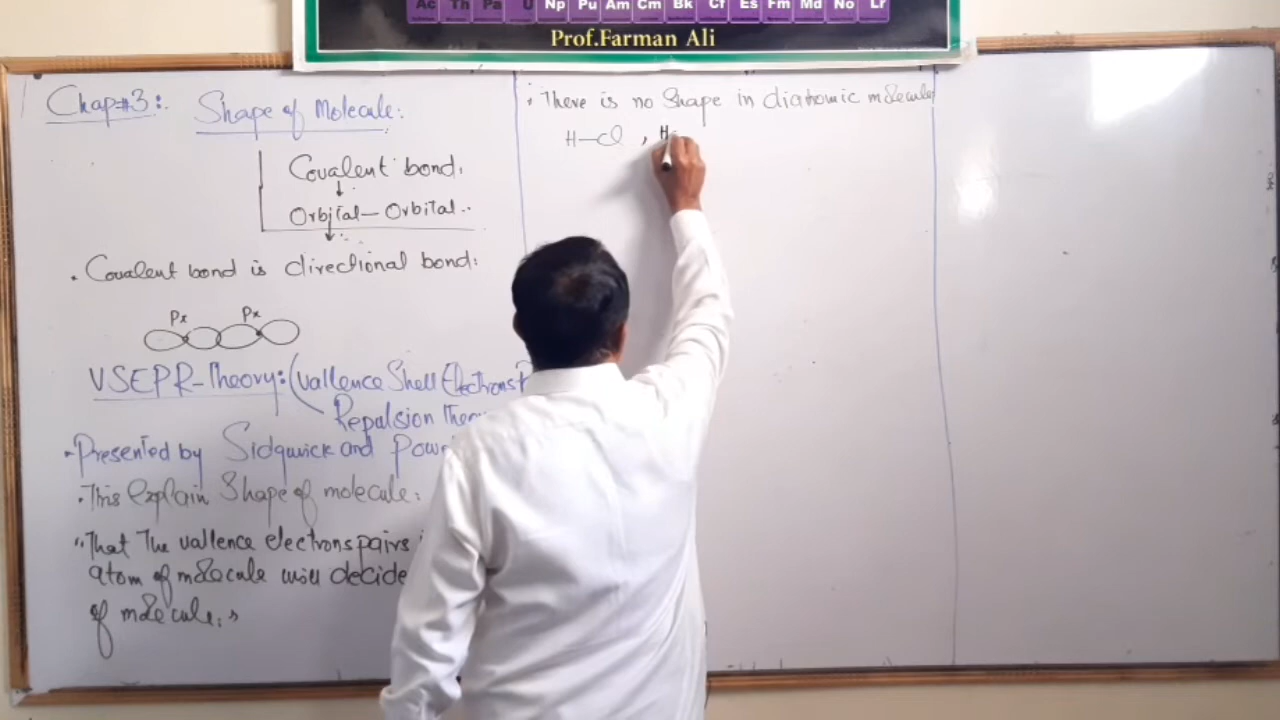 Ac Th Pa U Np Pu Am Cm Bk Cf Es Fm Md No Lr
Prof.Farman Ali
Chap#3:.
Shape of Molecule:
Covalent bond.
Orbital - Orbital..
. Covalent bond is directional bond:
Px Px
VSEPR-Theory: (Vallence Shell Electrons
Repulsion
. Presented by Sidgwick and
. This Explain Shape of molecule:
"That The vallence electrons pairs
atom of molecule will decide
of molecule."
: There is no Shape in diatomic molecule
H-Cl , H